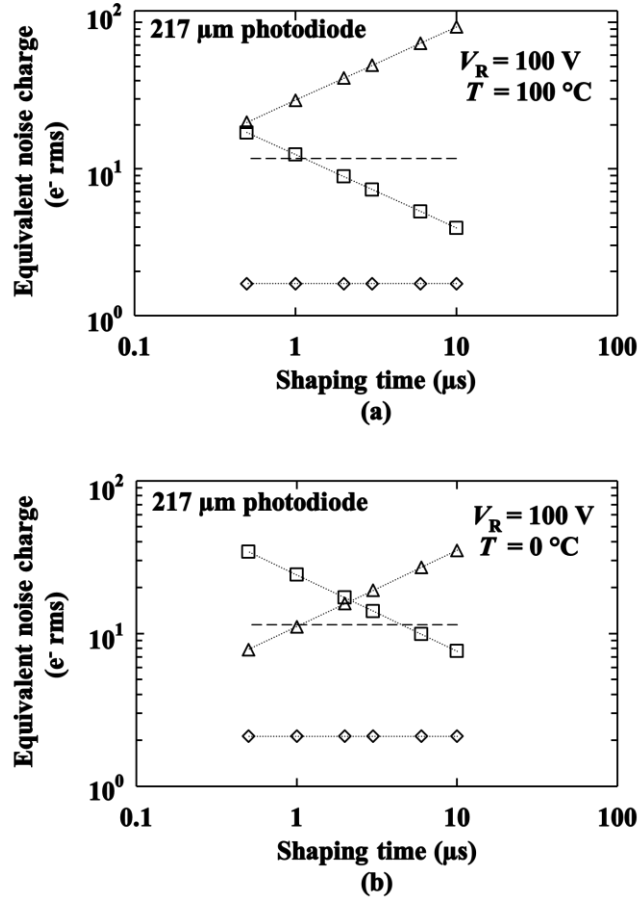 10²
217 µm photodiode
V_R = 100 V
T = 100 °C
10¹
10⁰
Equivalent noise charge
(e⁻ rms)
0.1 1 10 100
Shaping time (µs)
(a)
10²
217 µm photodiode
V_R = 100 V
T = 0 °C
10¹
10⁰
Equivalent noise charge
(e⁻ rms)
0.1 1 10 100
Shaping time (µs)
(b)